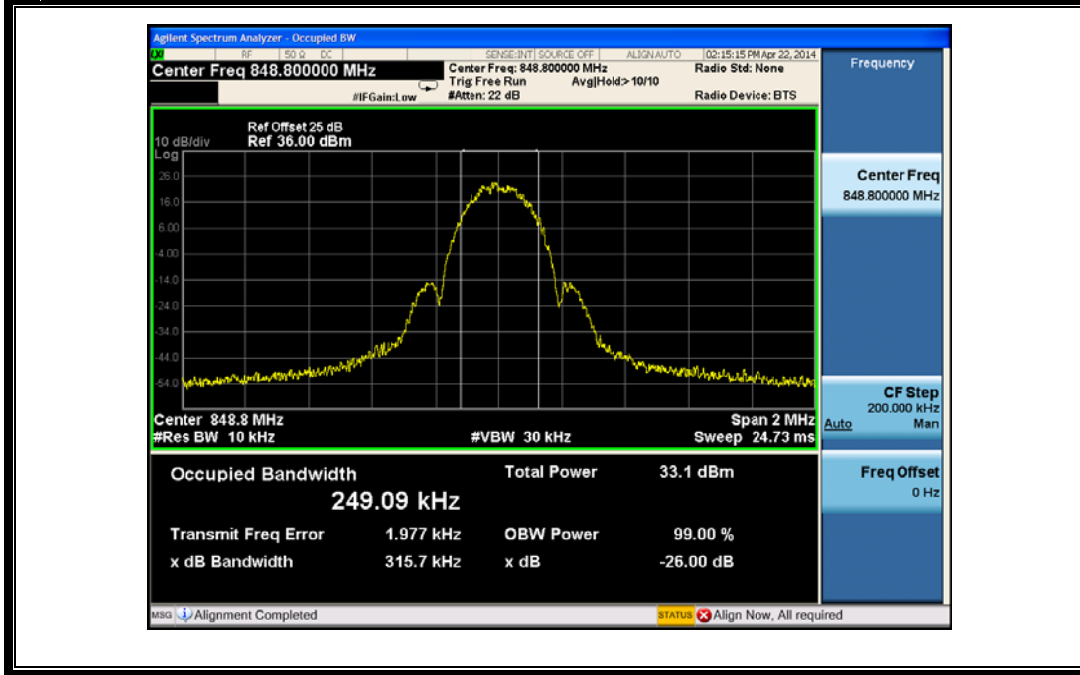 Agilent Spectrum Analyzer - Occupied BW
LXI RF 50 Ω DC SENSE:INT SOURCE OFF ALIGNAUTO 02:15:15 PM Apr 22, 2014
Center Freq 848.800000 MHz
Center Freq: 848.800000 MHz
Radio Std: None
Trig Free Run Avg|Hold:> 10/10
#IFGain:Low #Atten: 22 dB Radio Device: BTS
Frequency
Ref Offset 25 dB
10 dB/div Ref 36.00 dBm
Log
26.0
16.0
6.00
-4.00
-14.0
-24.0
-34.0
-44.0
-54.0
Center 848.8 MHz Span 2 MHz
#Res BW 10 kHz #VBW 30 kHz Sweep 24.73 ms
Center Freq
848.800000 MHz
CF Step
200.000 kHz
Auto Man
Freq Offset
0 Hz
Occupied Bandwidth Total Power 33.1 dBm
249.09 kHz
Transmit Freq Error 1.977 kHz OBW Power 99.00 %
x dB Bandwidth 315.7 kHz x dB -26.00 dB
MSG Alignment Completed STATUS Align Now, All required